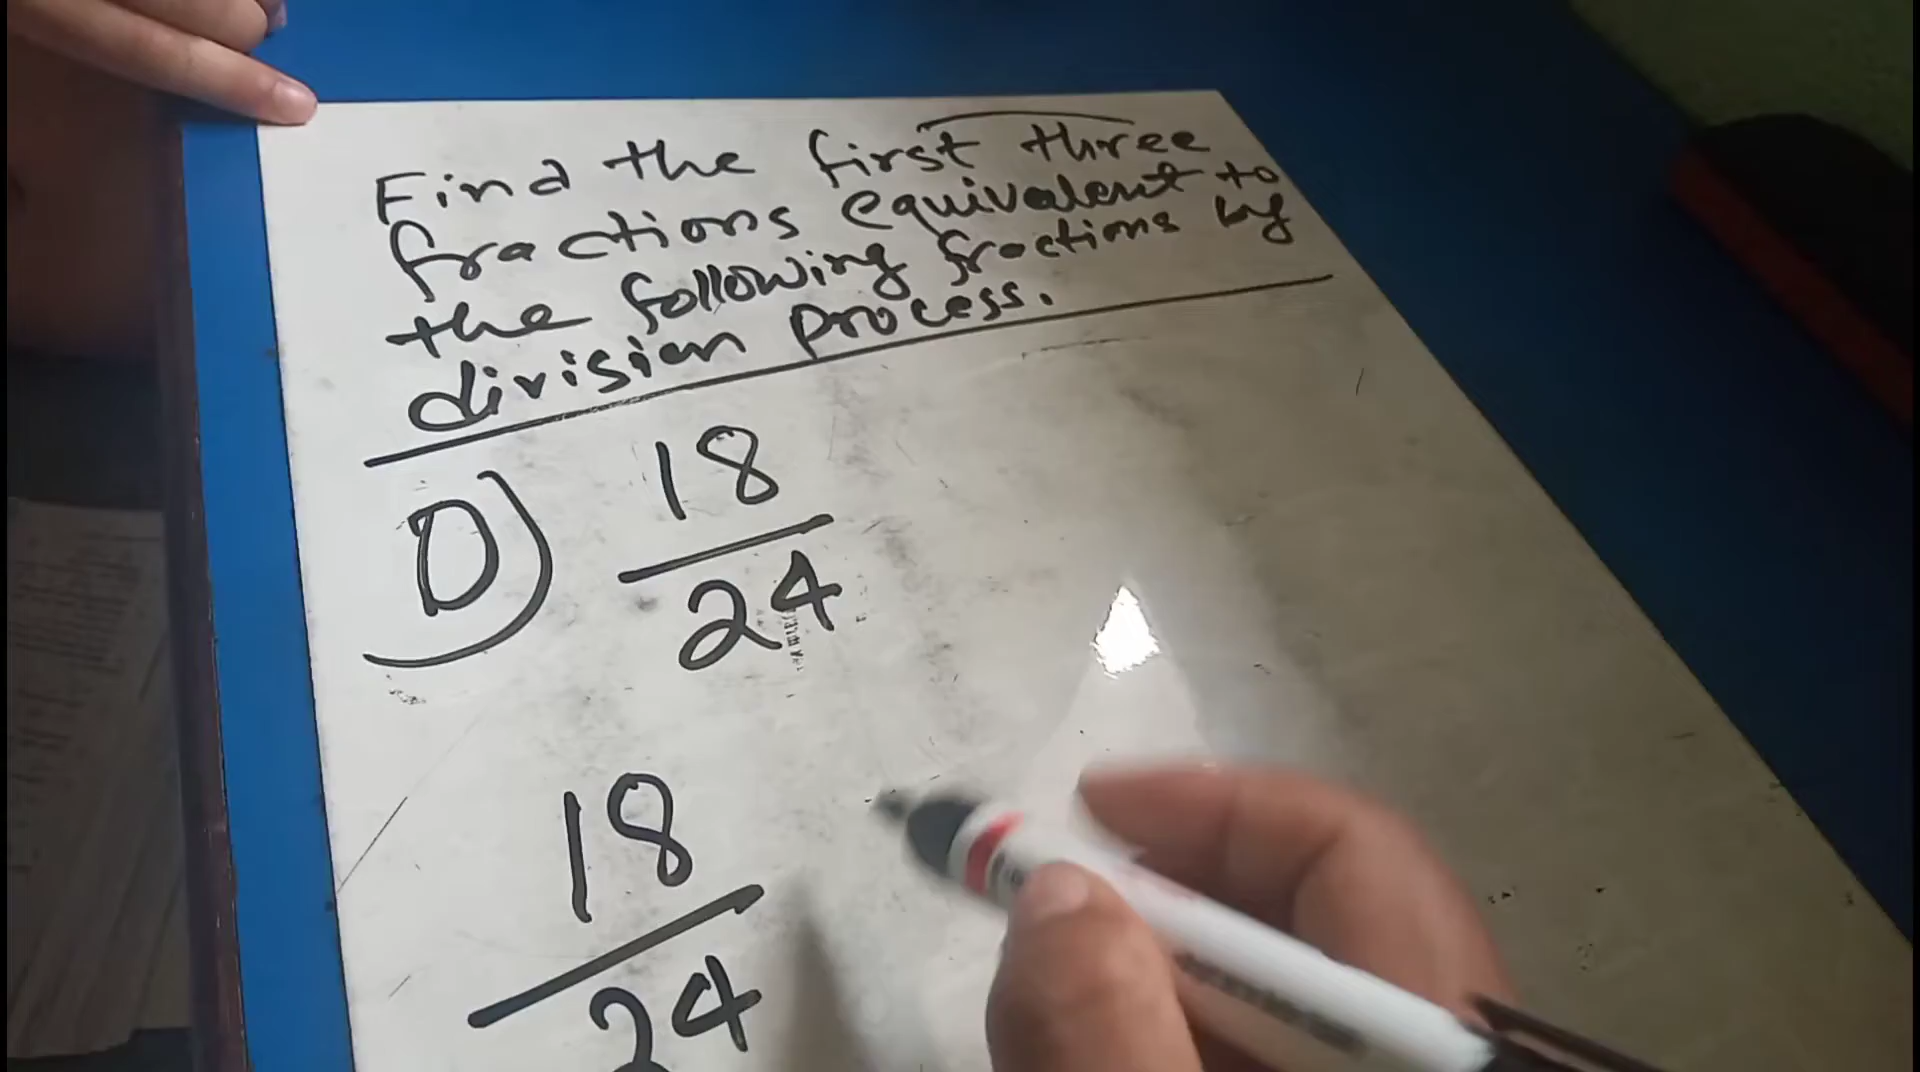 Find the first three
fractions equivalent to
the following fractions by
division process.
D) 18
24
18
24